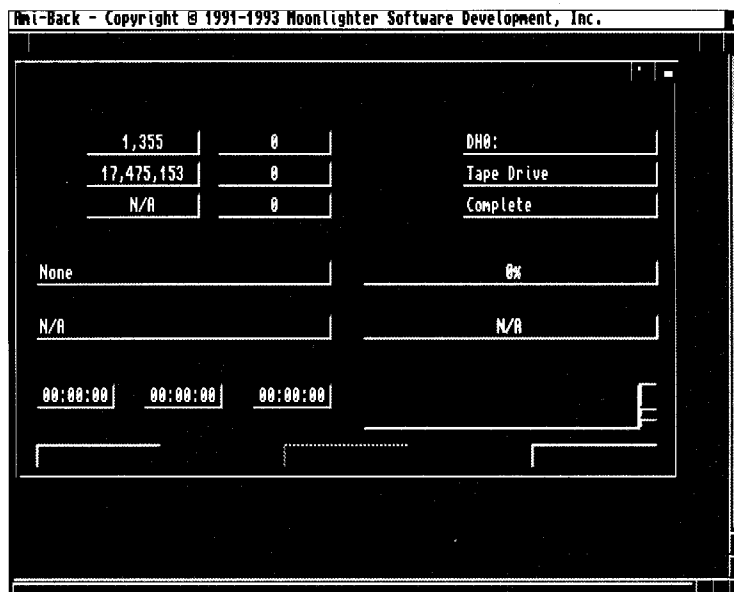 Ami-Back - Copyright © 1991-1993 Moonlighter Software Development, Inc.
1,355 0 DH0:
17,475,153 0 Tape Drive
N/A 0 Complete
None 0%
N/A N/A
00:00:00 00:00:00 00:00:00